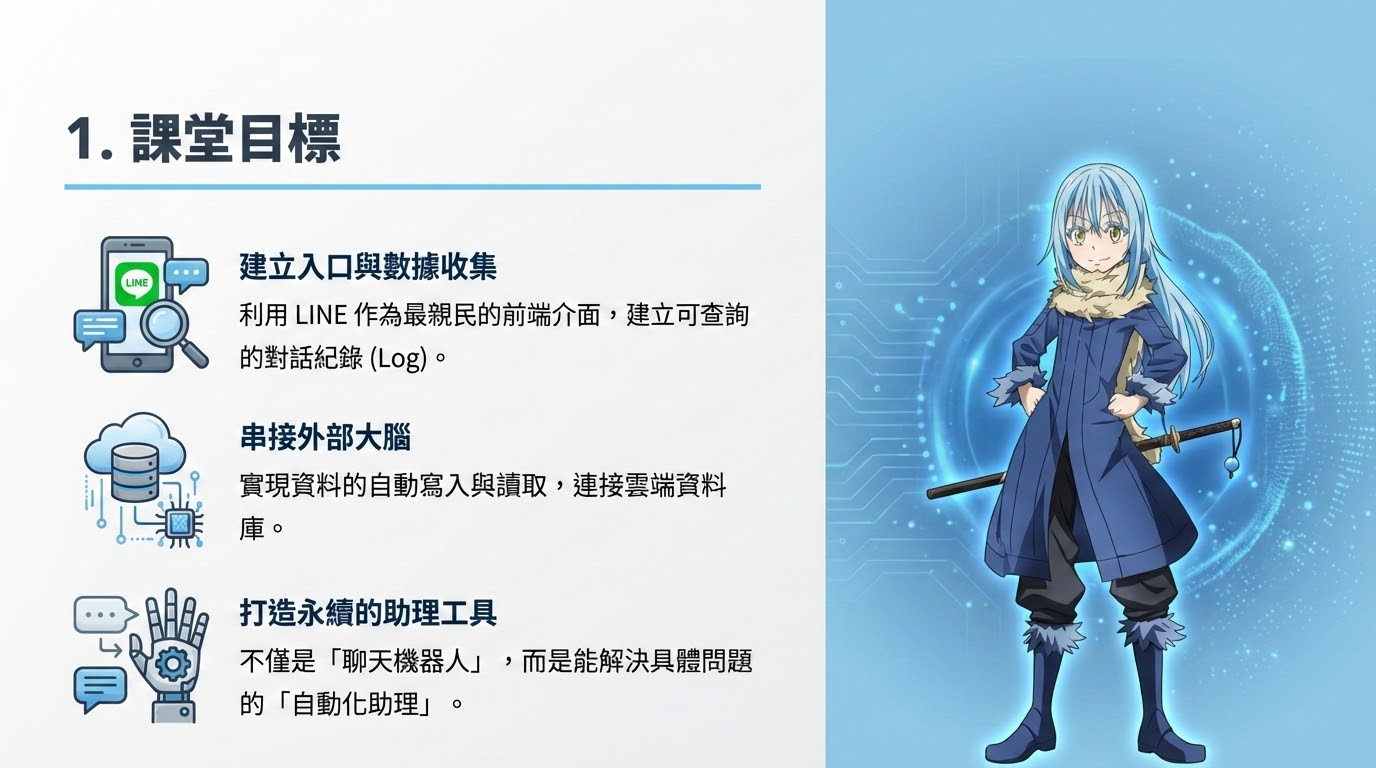 1. 課堂目標
LINE
建立入口與數據收集
利用 LINE 作為最親民的前端介面，建立可查詢
的對話紀錄 (Log)。
串接外部大腦
實現資料的自動寫入與讀取，連接雲端資料
庫。
打造永續的助理工具
不僅是「聊天機器人」，而是能解決具體問題
的「自動化助理」。